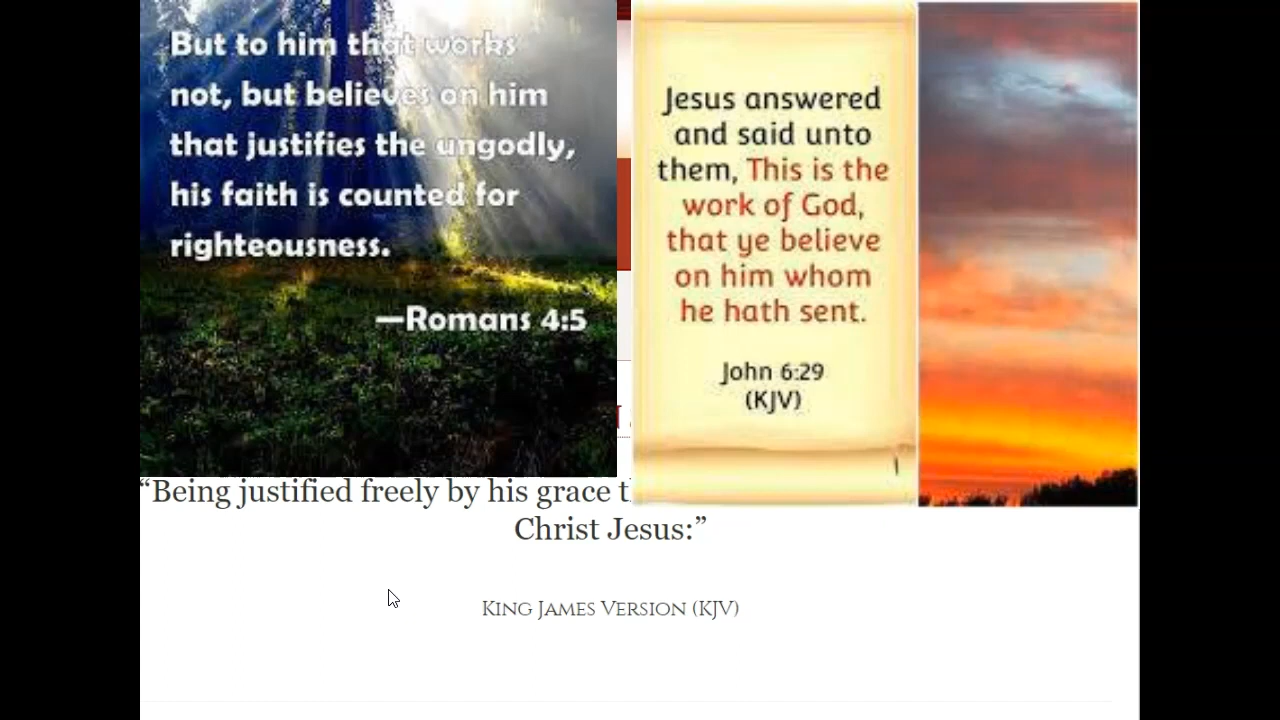 But to him that works
not, but believes on him
that justifies the ungodly,
his faith is counted for
righteousness.
—Romans 4:5
Jesus answered
and said unto
them, This is the
work of God,
that ye believe
on him whom
he hath sent.
John 6:29
(KJV)
“Being justified freely by his grace
Christ Jesus:”
King James Version (KJV)